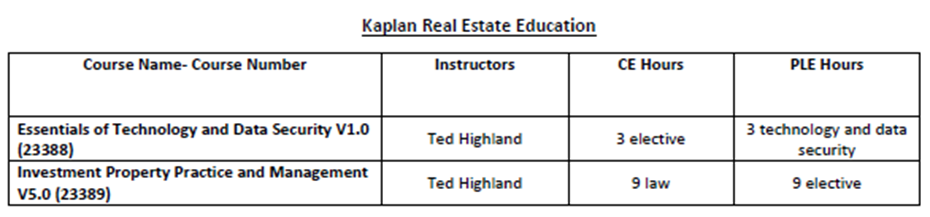 Kaplan Real Estate Education
Course Name- Course Number Instructors CE Hours PLE Hours
Essentials of Technology and Data Security V1.0
(23388) Ted Highland 3 elective 3 technology and data
security
Investment Property Practice and Management
V5.0 (23389) Ted Highland 9 law 9 elective